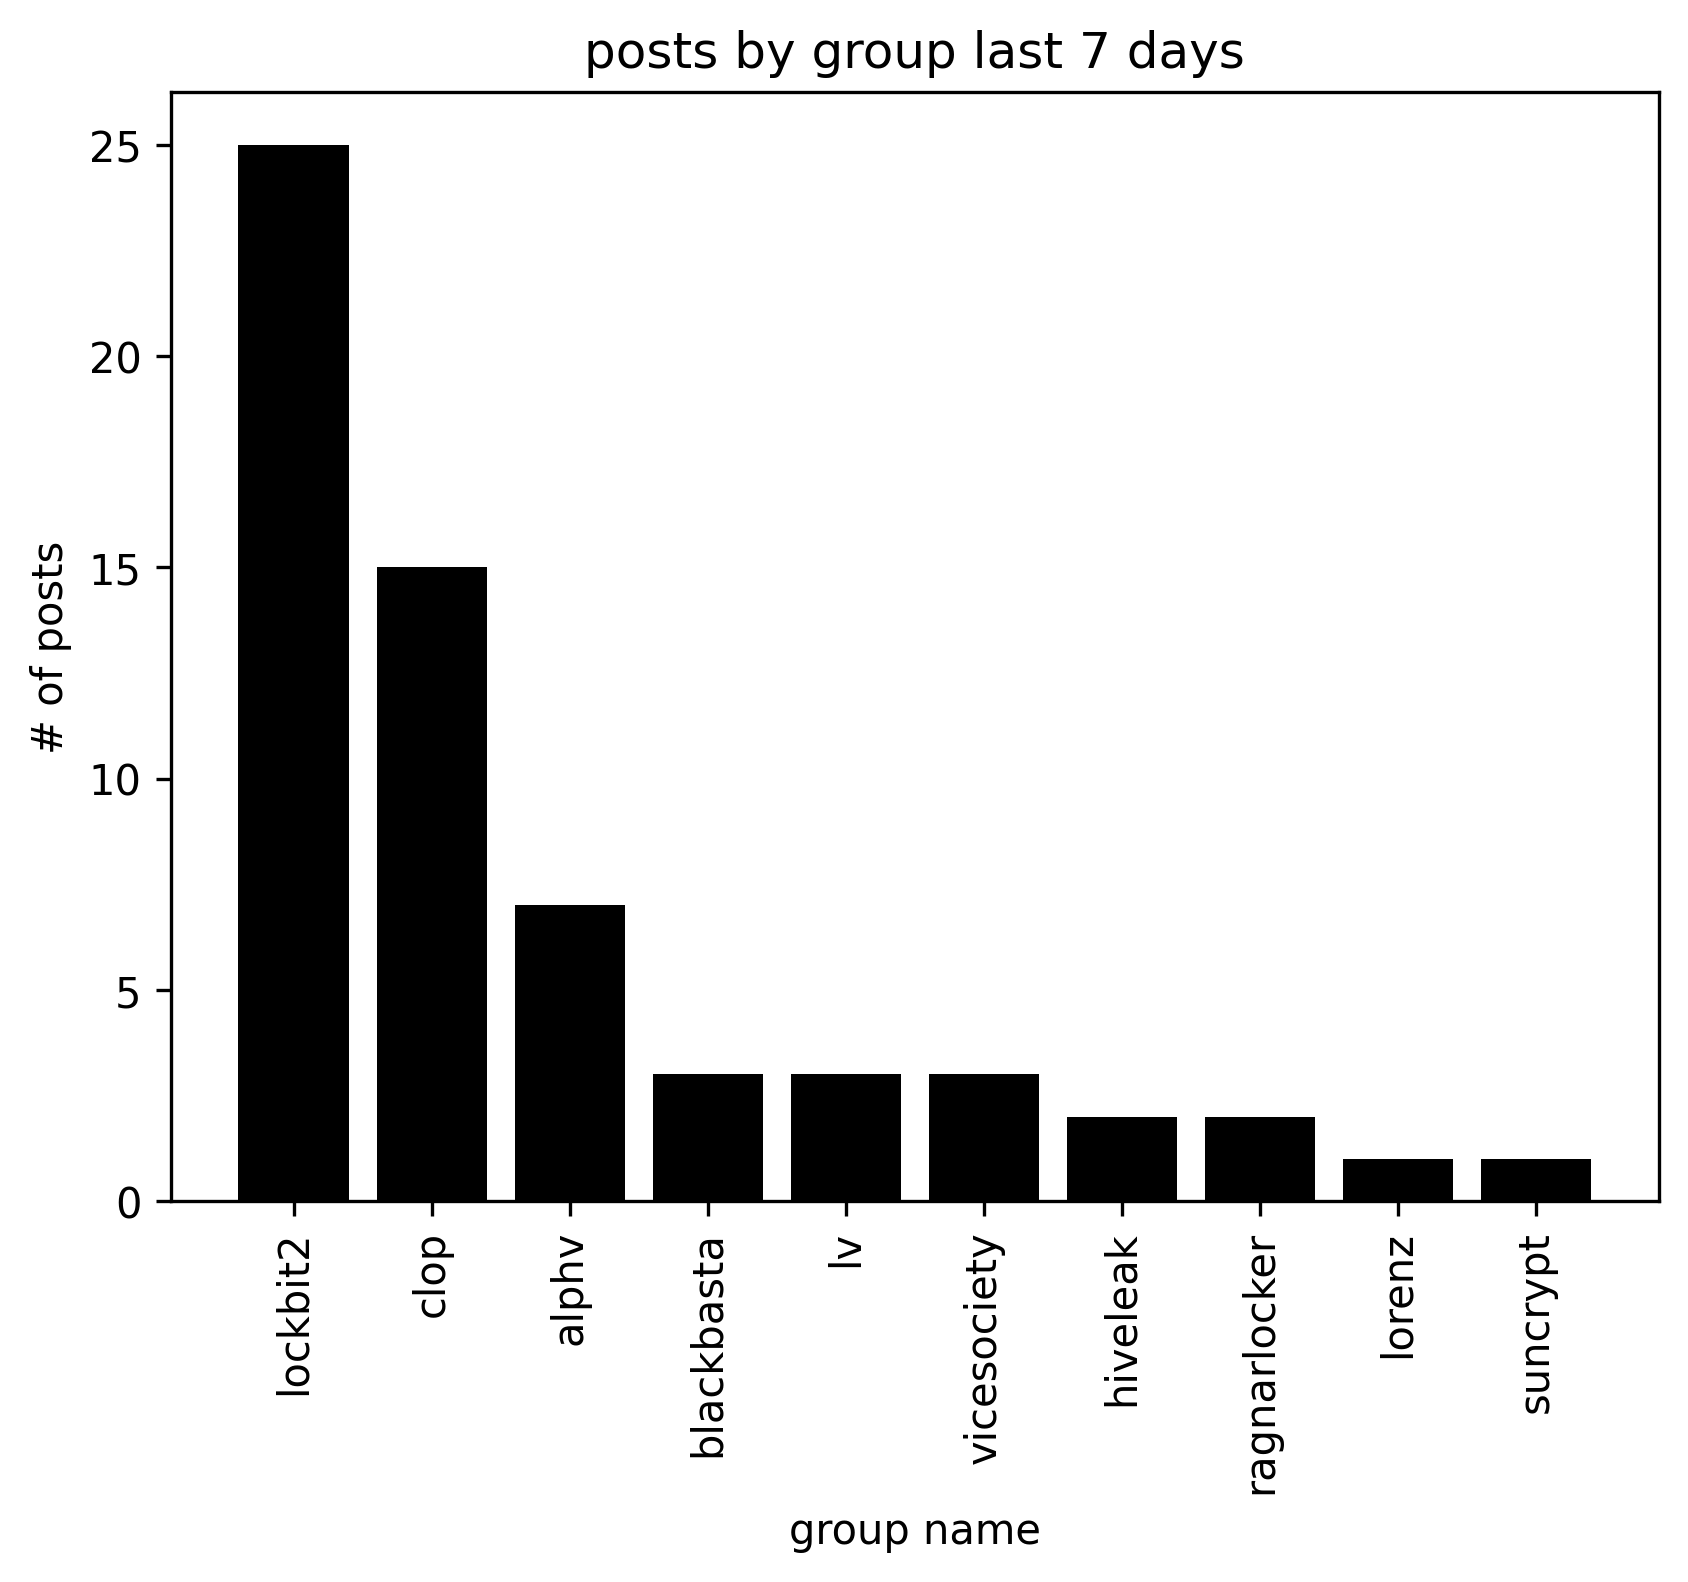 posts by group last 7 days
# of posts
25
20
15
10
5
0
lockbit2
clop
alphv
blackbasta
lv
vicesociety
hiveleak
ragnarlocker
lorenz
suncrypt
group name